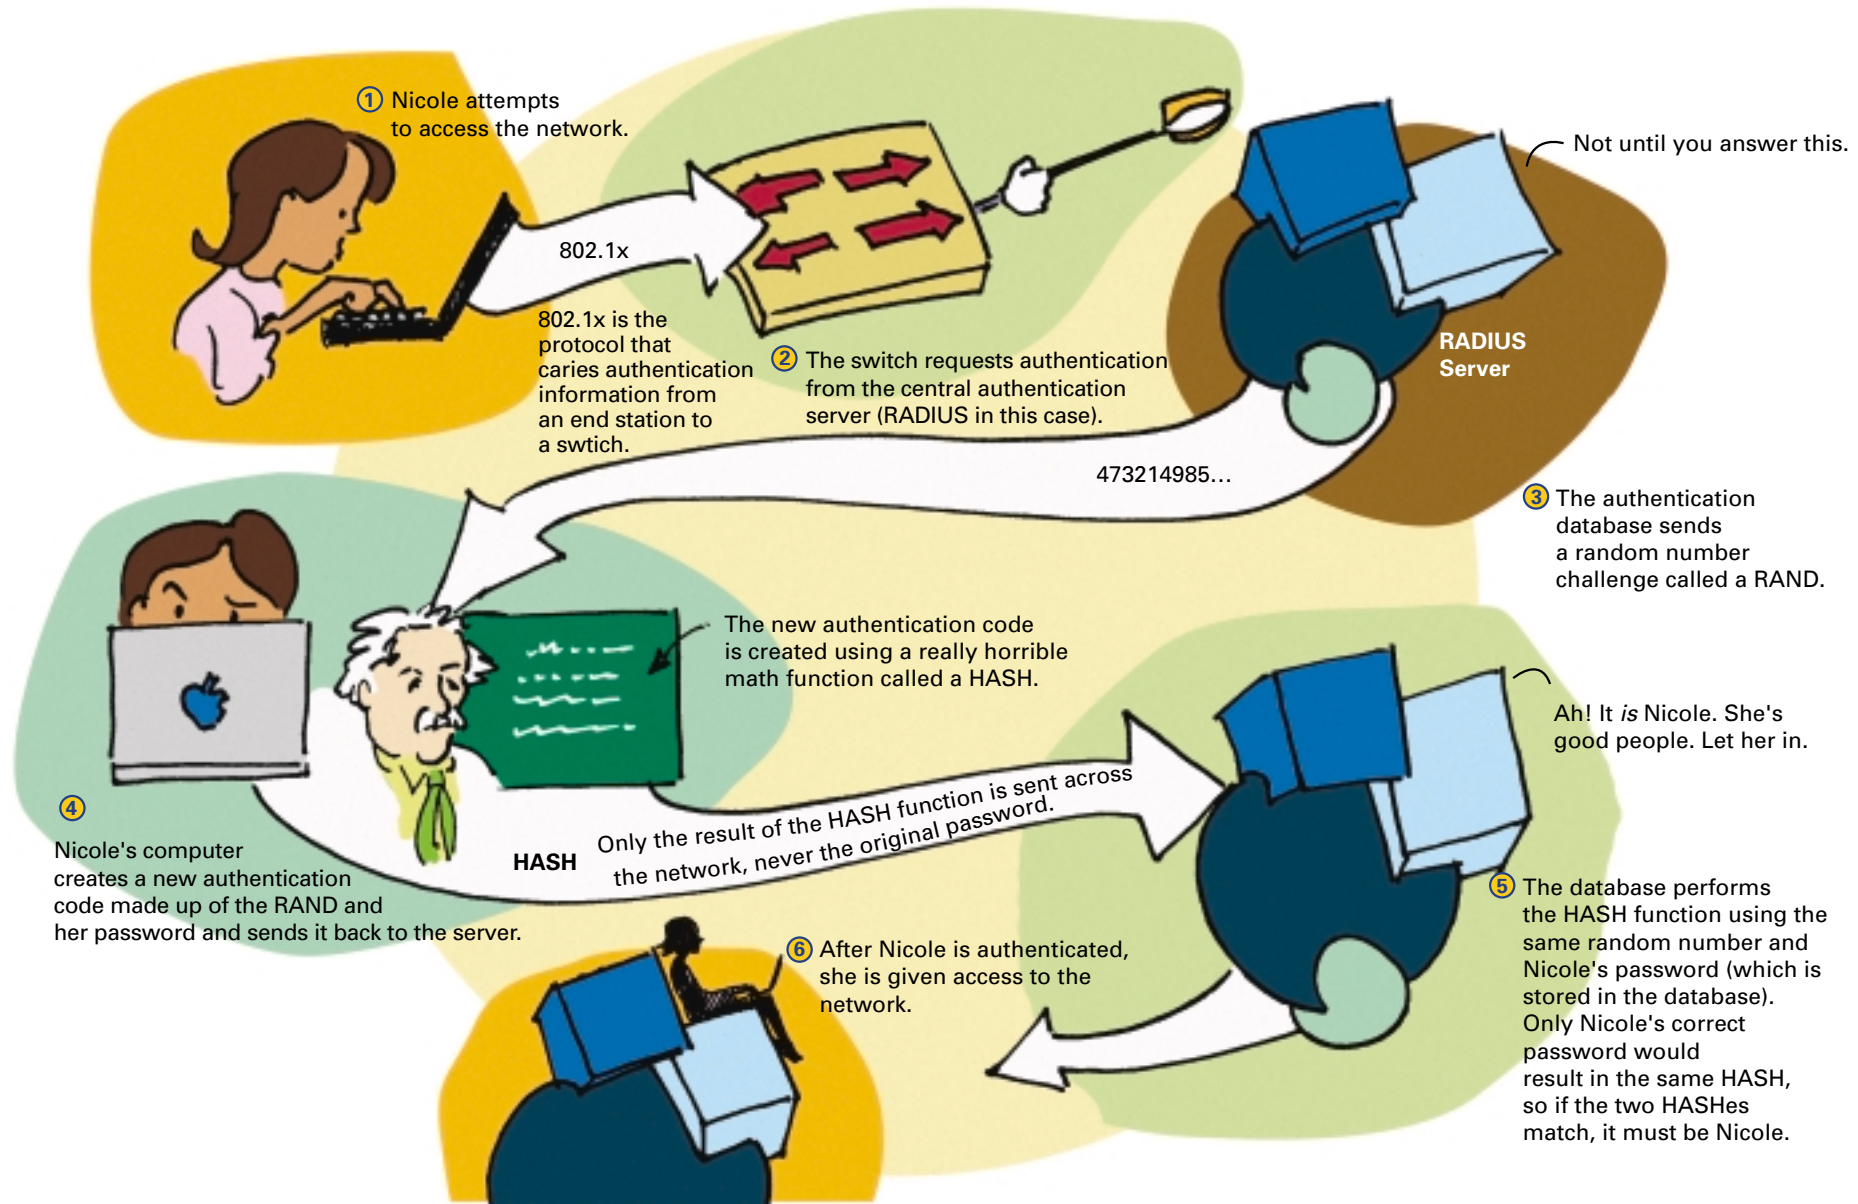 1 Nicole attempts
to access the network.
Not until you answer this.
802.1x
802.1x is the
protocol that
caries authentication
information from
an end station to
a swtich.
2 The switch requests authentication
from the central authentication
server (RADIUS in this case).
RADIUS
Server
473214985...
3 The authentication
database sends
a random number
challenge called a RAND.
The new authentication code
is created using a really horrible
math function called a HASH.
4
Nicole's computer
creates a new authentication
code made up of the RAND and
her password and sends it back to the server.
HASH
Only the result of the HASH function is sent across
the network, never the original password.
Ah! It is Nicole. She's
good people. Let her in.
5 The database performs
the HASH function using the
same random number and
Nicole's password (which is
stored in the database).
Only Nicole's correct
password would
result in the same HASH,
so if the two HASHes
match, it must be Nicole.
6 After Nicole is authenticated,
she is given access to the
network.